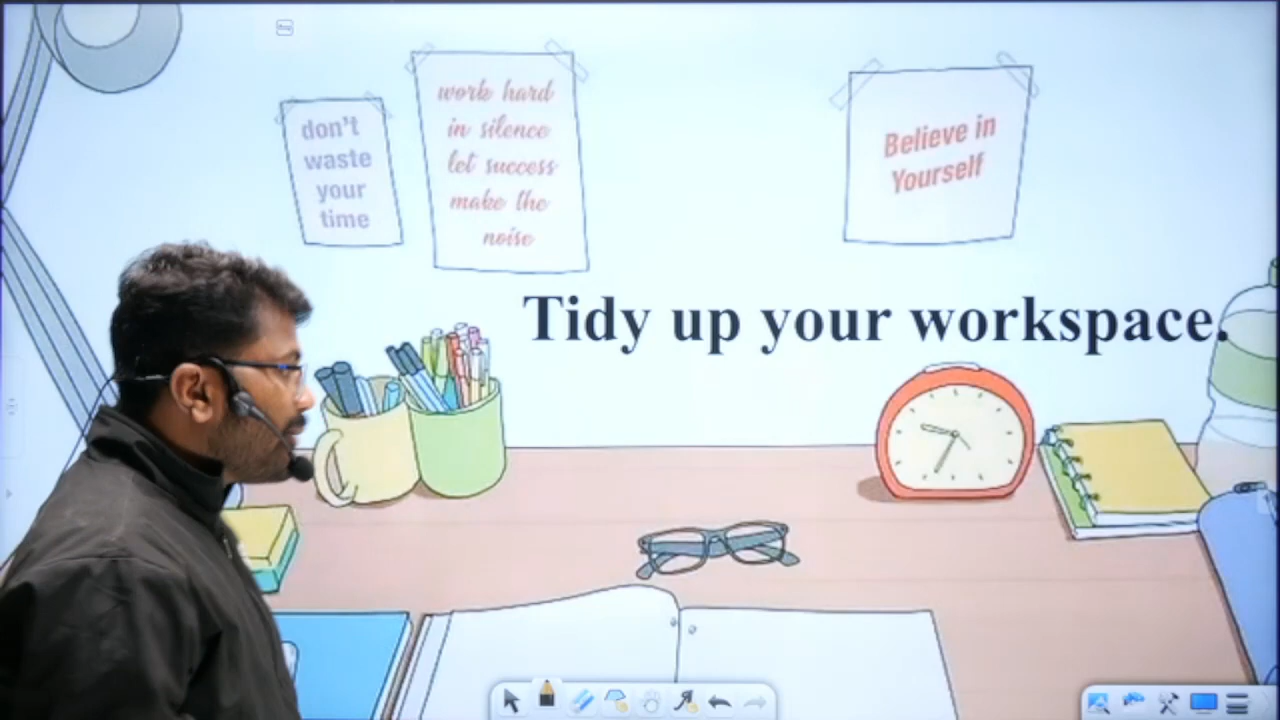 don't
waste
your
time
work hard
in silence
let success
make the
noise
Believe in
Yourself
Tidy up your workspace.